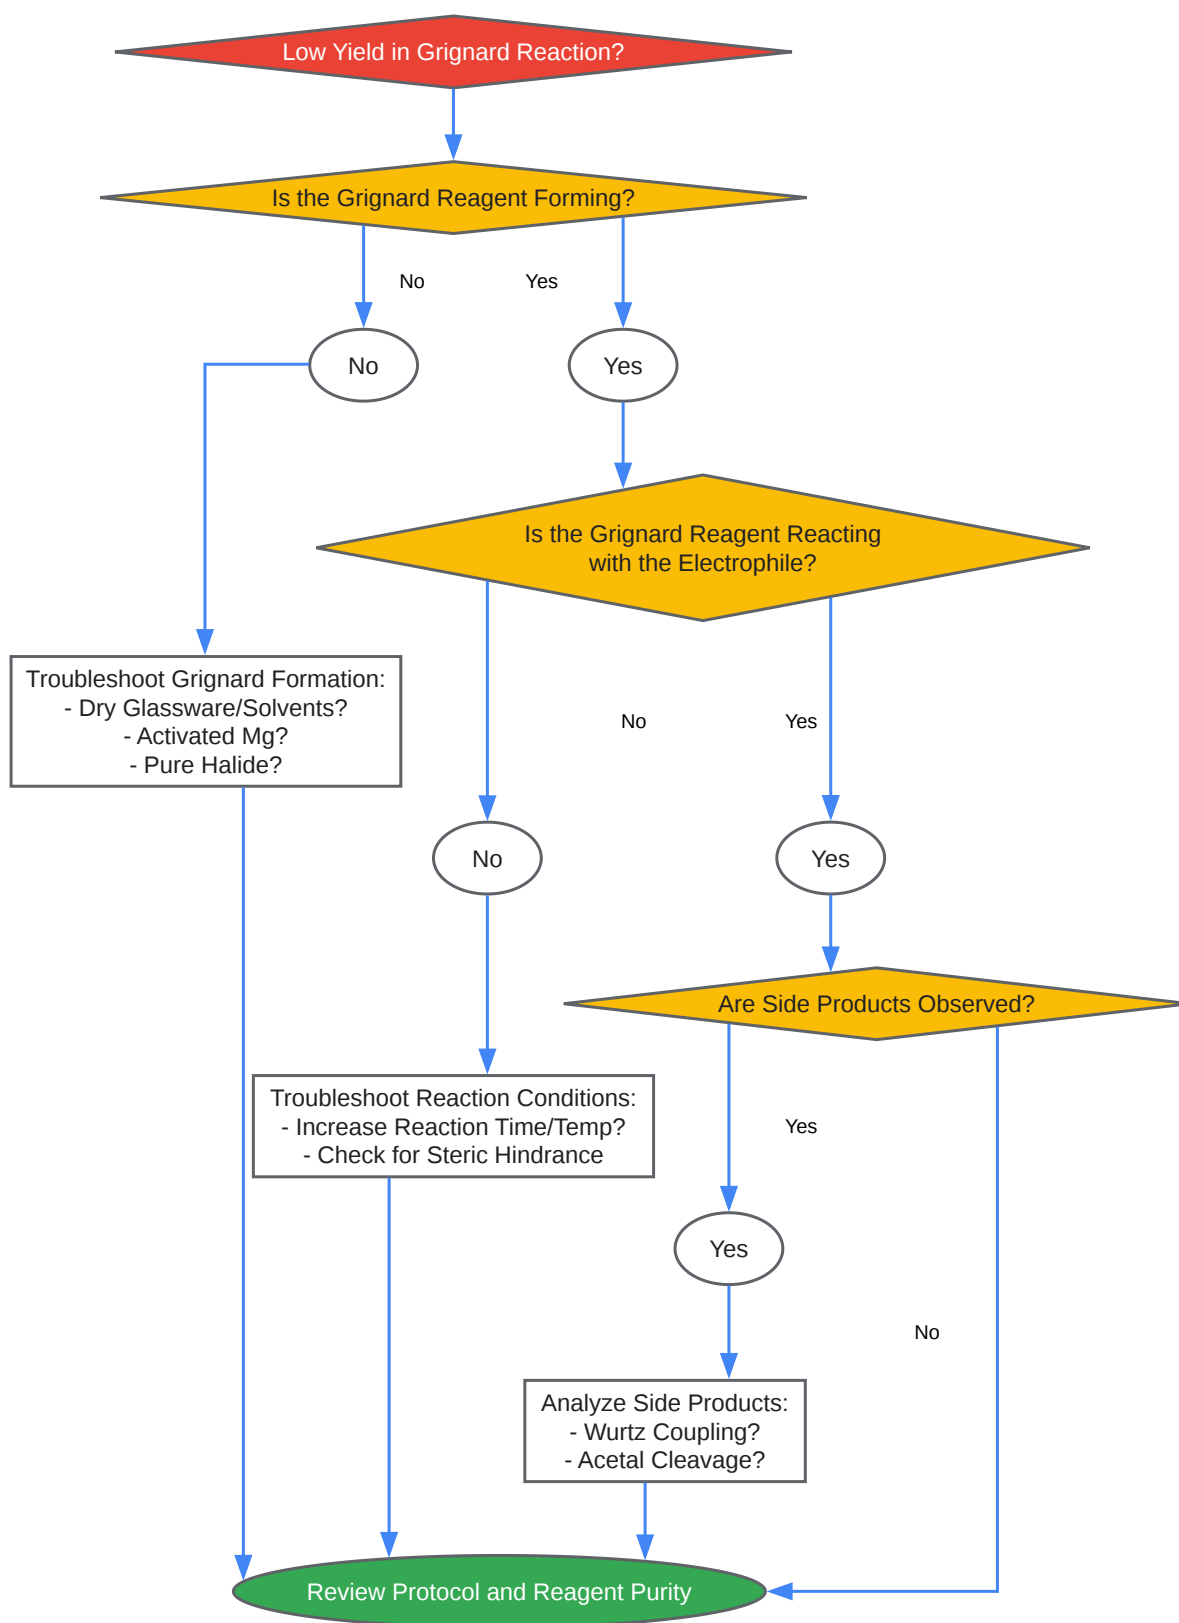 Low Yield in Grignard Reaction?
Is the Grignard Reagent Forming?
No
Yes
No
Yes
Is the Grignard Reagent Reacting
with the Electrophile?
Troubleshoot Grignard Formation:
- Dry Glassware/Solvents?
- Activated Mg?
- Pure Halide?
No
Yes
No
Yes
Are Side Products Observed?
Troubleshoot Reaction Conditions:
- Increase Reaction Time/Temp?
- Check for Steric Hindrance
Yes
Yes
No
Analyze Side Products:
- Wurtz Coupling?
- Acetal Cleavage?
Review Protocol and Reagent Purity